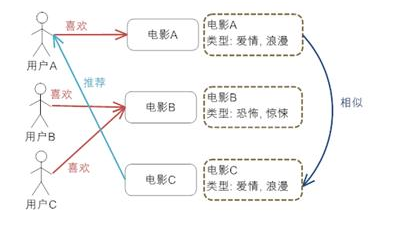 喜欢
电影A
电影A
类型: 爱情, 浪漫
用户A
推荐
相似
喜欢
电影B
电影B
类型: 恐怖, 惊悚
用户B
喜欢
电影C
电影C
类型: 爱情, 浪漫
用户C